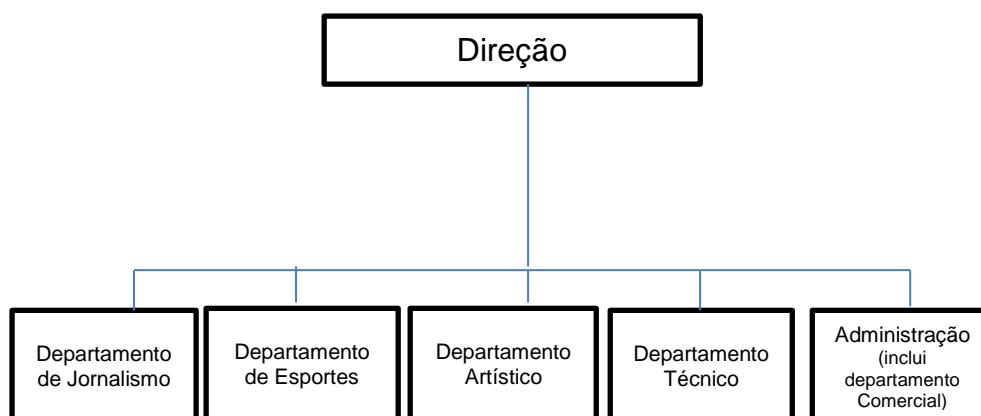 Direção
Departamento
de Jornalismo
Departamento
de Esportes
Departamento
Artístico
Departamento
Técnico
Administração
(inclui
departamento
Comercial)